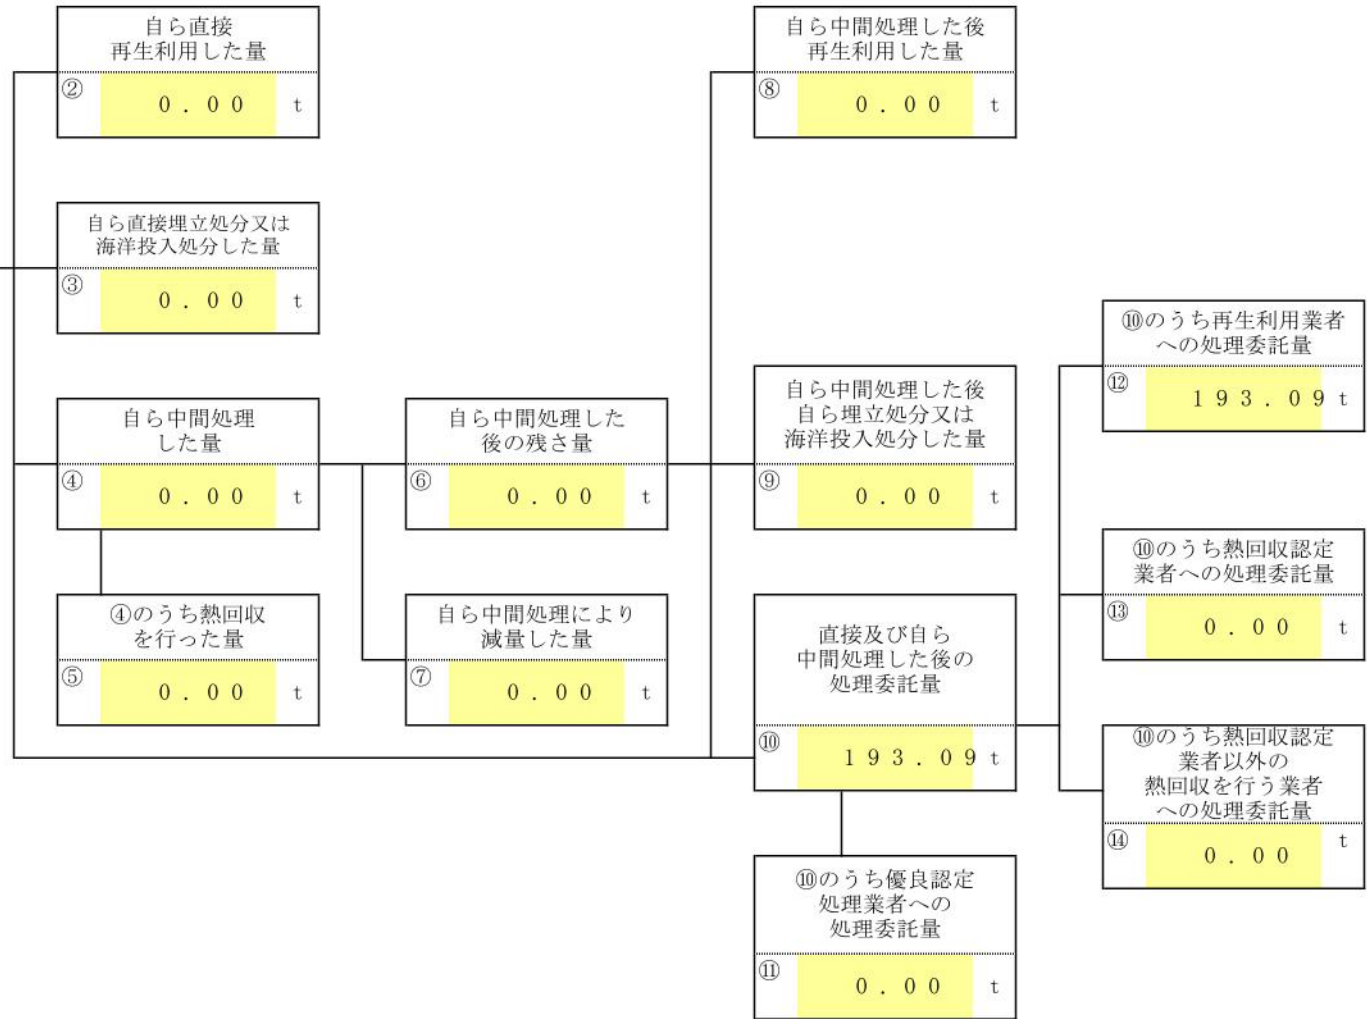 自ら直接
再生利用した量
② 0.00 t
自ら中間処理した後
再生利用した量
⑧ 0.00 t
自ら直接埋立処分又は
海洋投入処分した量
③ 0.00 t
⑩のうち再生利用業者
への処理委託量
⑫ 193.09 t
自ら中間処理
した量
④ 0.00 t
自ら中間処理した
後の残さ量
⑥ 0.00 t
自ら中間処理した後
自ら埋立処分又は
海洋投入処分した量
⑨ 0.00 t
⑩のうち熱回収認定
業者への処理委託量
⑬ 0.00 t
④のうち熱回収
を行った量
⑤ 0.00 t
自ら中間処理により
減量した量
⑦ 0.00 t
直接及び自ら
中間処理した後の
処理委託量
⑩ 193.09 t
⑩のうち熱回収認定
業者以外の
熱回収を行う業者
への処理委託量
⑭ 0.00 t
⑩のうち優良認定
処理業者への
処理委託量
⑪ 0.00 t